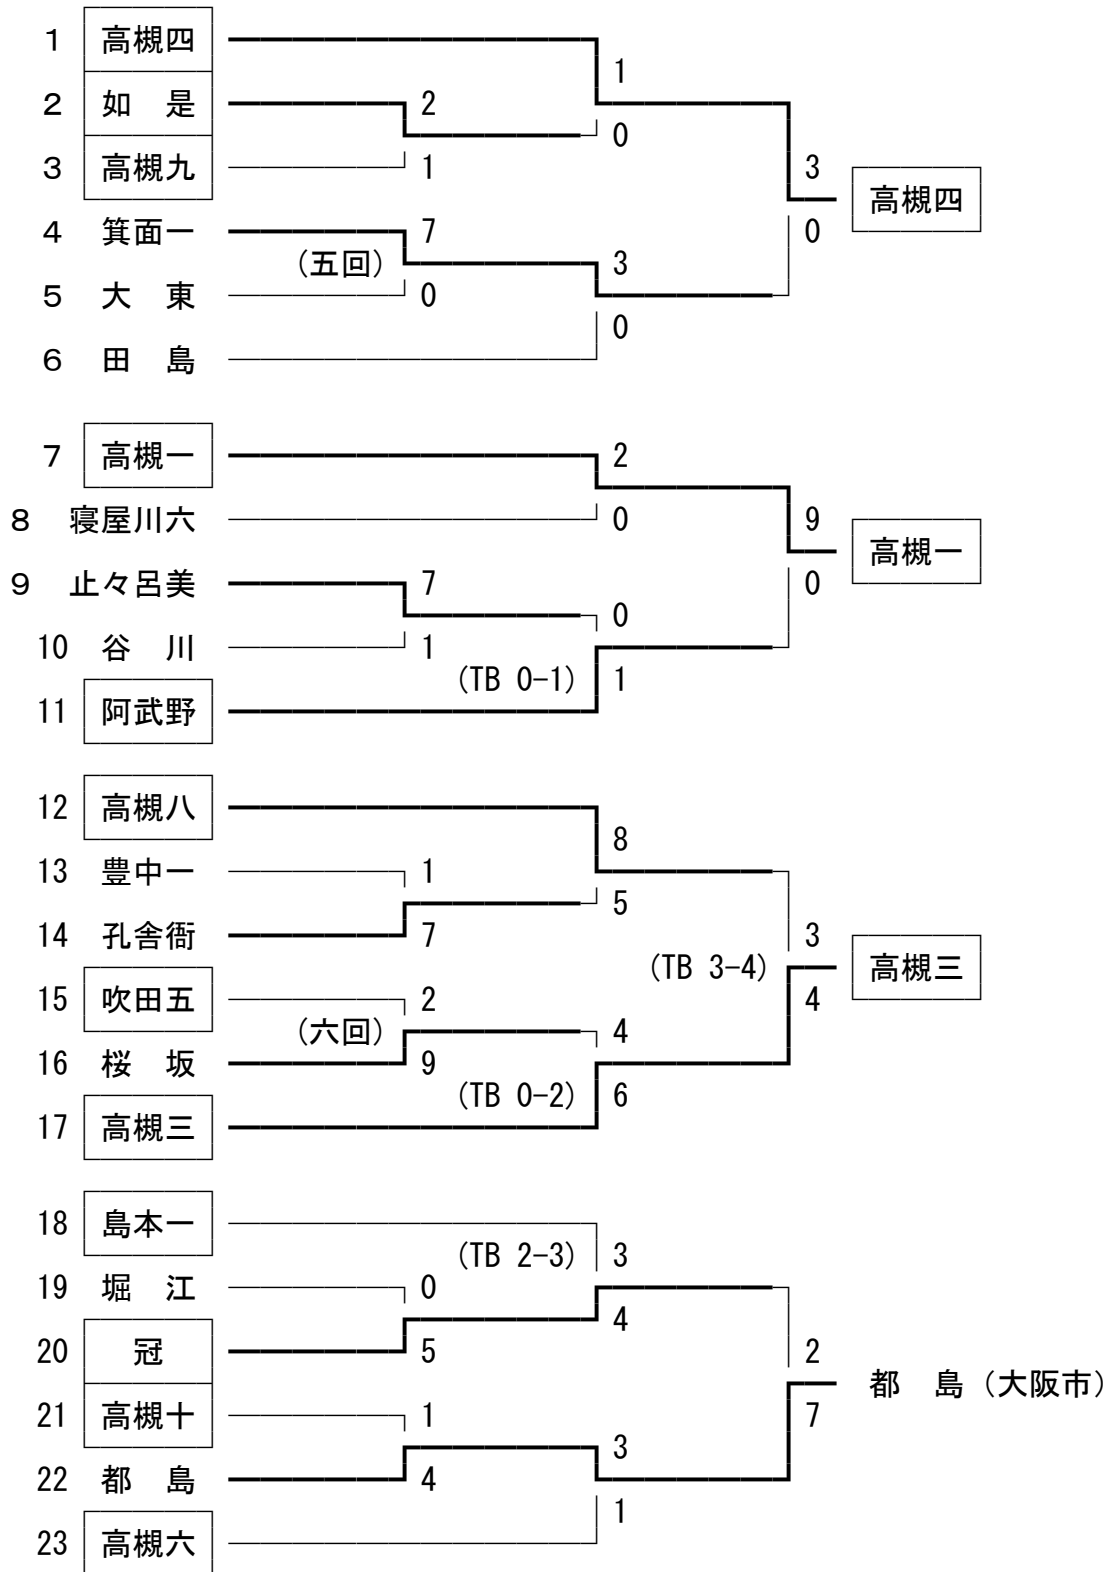 1 高槻四
1
2 如　是 2
0
3 高槻九 1
3
高槻四
4 箕面一 7
0
(五回) 3
5 大　東 0
0
6 田　島
7 高槻一 2
8 寝屋川六 0
9
高槻一
9 止々呂美 7
0
0
10 谷　川 1
(TB 0-1) 1
11 阿武野
12 高槻八
8
13 豊中一 1
5
14 孔舎衙 7
3
(TB 3-4) 高槻三
15 吹田五 2
4
(六回) 4
16 桜　坂 9
(TB 0-2) 6
17 高槻三
18 島本一
(TB 2-3) 3
19 堀　江 0
4
20 冠 5
2
都　島 (大阪市)
21 高槻十 1
7
3
22 都　島 4
1
23 高槻六